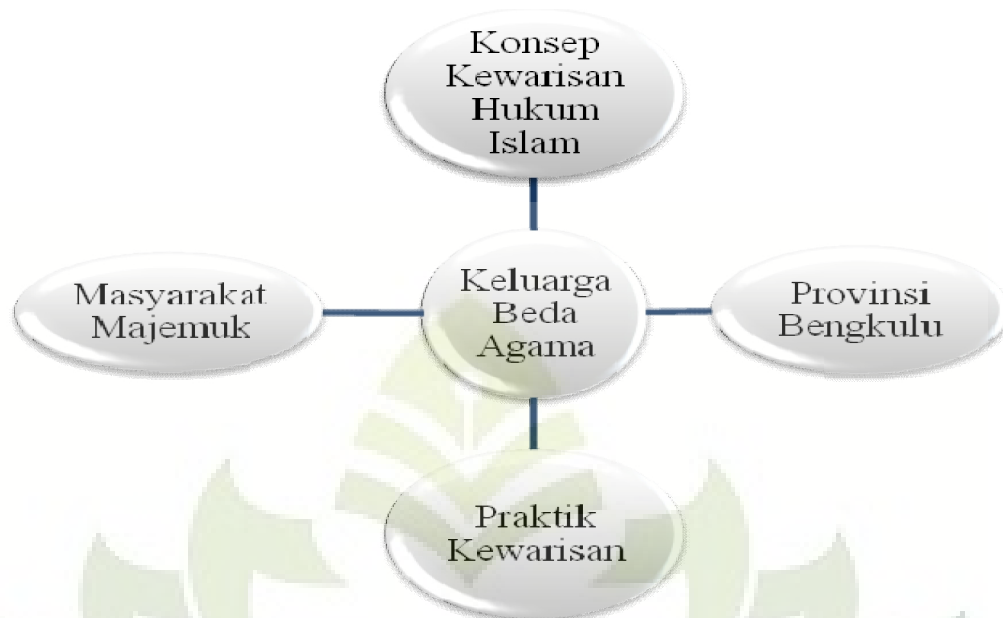 Konsep
Kewarisan
Hukum
Islam
Masyarakat
Majemuk
Keluarga
Beda
Agama
Provinsi
Bengkulu
Praktik
Kewarisan